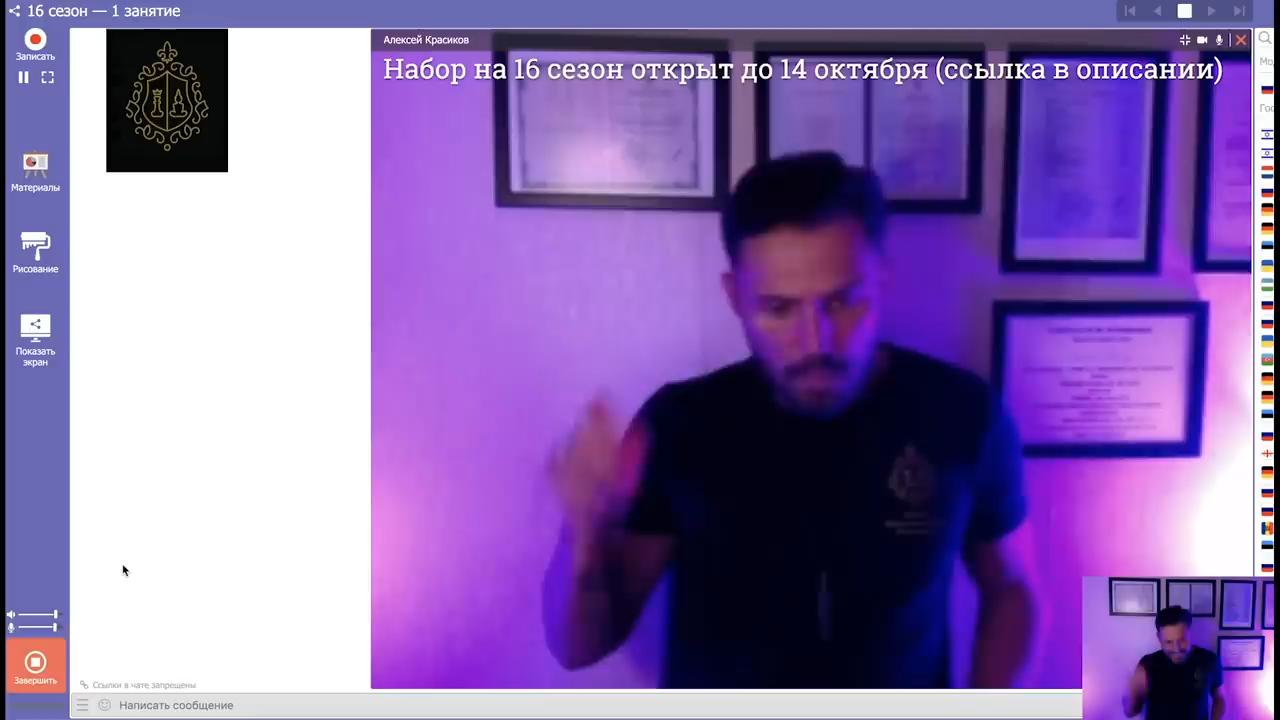 16 сезон — 1 занятие
Записать
Алексей Красиков
Набор на 16 сезон открыт до 14 октября (ссылка в описании)
Материалы
Рисование
Показать
экран
Завершить
Ссылки в чате запрещены
Написать сообщение